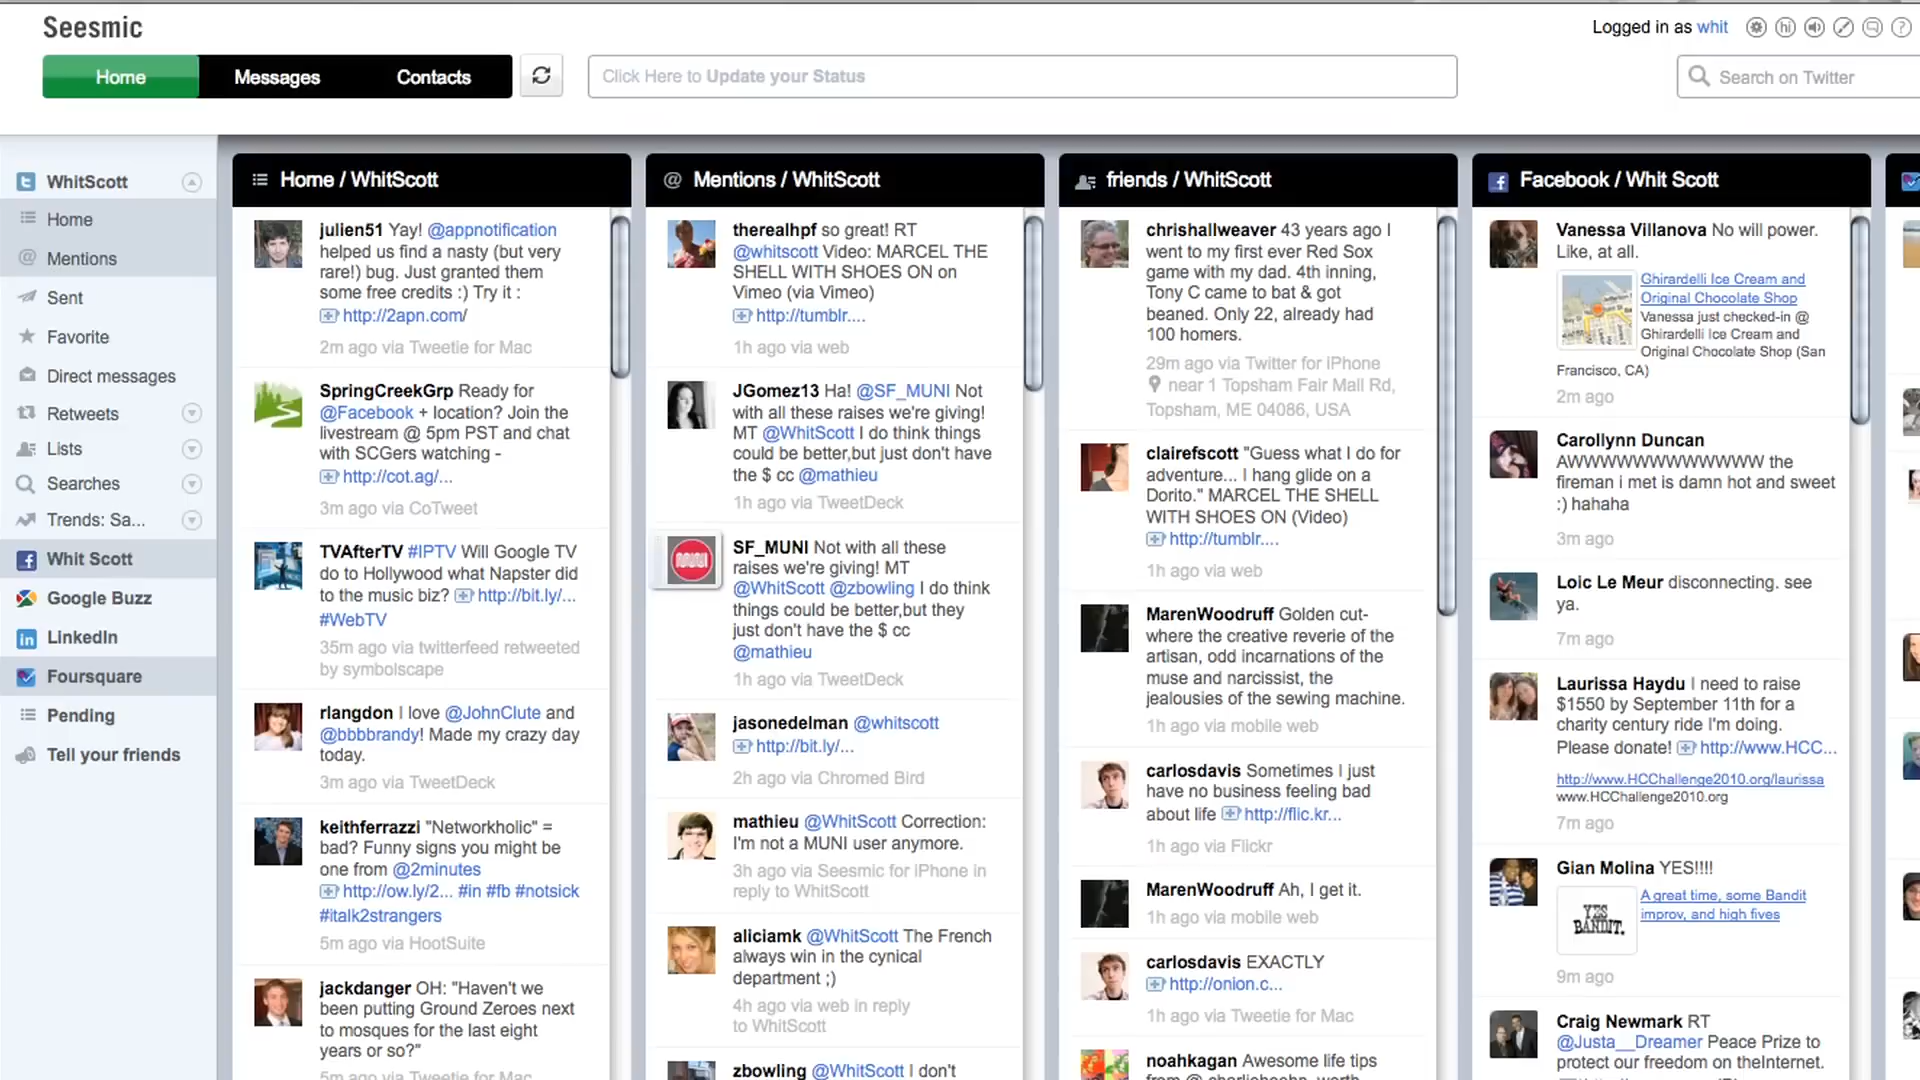 Seesmic
Logged in as whit
hi
?
Home
Messages
Contacts
Click Here to Update your Status
Search on Twitter
WhitScott
Home
Mentions
Sent
Favorite
Direct messages
Retweets
Lists
Searches
Trends: Sa...
Whit Scott
Google Buzz
LinkedIn
Foursquare
Pending
Tell your friends
Home / WhitScott
julien51 Yay! @appnotification
helped us find a nasty (but very
rare!) bug. Just granted them
some free credits :) Try it :
http://2apn.com/
2m ago via Tweetie for Mac
SpringCreekGrp Ready for
@Facebook + location? Join the
livestream @ 5pm PST and chat
with SCGers watching -
http://cot.ag/...
3m ago via CoTweet
TVAfterTV #IPTV Will Google TV
do to Hollywood what Napster did
to the music biz? http://bit.ly/...
#WebTV
35m ago via twitterfeed retweeted
by symbolscape
rlangdon I love @JohnClute and
@bbbbrandy! Made my crazy day
today.
3m ago via TweetDeck
keithferrazzi "Networkholic" =
bad? Funny signs you might be
one from @2minutes
http://ow.ly/2... #in #fb #notsick
#italk2strangers
5m ago via HootSuite
jackdanger OH: "Haven't we
been putting Ground Zeroes next
to mosques for the last eight
years or so?"
5m ago via Tweetie for Mac
@ Mentions / WhitScott
therealhpf so great! RT
@whitscott Video: MARCEL THE
SHELL WITH SHOES ON on
Vimeo (via Vimeo)
http://tumblr....
1h ago via web
JGomez13 Ha! @SF_MUNI Not
with all these raises we're giving!
MT @WhitScott I do think things
could be better,but just don't have
the $ cc @mathieu
1h ago via TweetDeck
SF_MUNI Not with all these
raises we're giving! MT
@WhitScott @zbowling I do think
things could be better,but they
just don't have the $ cc
@mathieu
1h ago via TweetDeck
jasonedelman @whitscott
http://bit.ly/...
2h ago via Chromed Bird
mathieu @WhitScott Correction:
I'm not a MUNI user anymore.
3h ago via Seesmic for iPhone in
reply to WhitScott
aliciamk @WhitScott The French
always win in the cynical
department ;)
4h ago via web in reply
to WhitScott
zbowling @WhitScott I don't
friends / WhitScott
chrishallweaver 43 years ago I
went to my first ever Red Sox
game with my dad. 4th inning,
Tony C came to bat & got
beaned. Only 22, already had
100 homers.
29m ago via Twitter for iPhone
near 1 Topsham Fair Mall Rd,
Topsham, ME 04086, USA
clairefscott "Guess what I do for
adventure... I hang glide on a
Dorito." MARCEL THE SHELL
WITH SHOES ON (Video)
http://tumblr....
1h ago via web
MarenWoodruff Golden cut-
where the creative reverie of the
artisan, odd incarnations of the
muse and narcissist, the
jealousies of the sewing machine.
1h ago via mobile web
carlosdavis Sometimes I just
have no business feeling bad
about life http://flic.kr...
1h ago via Flickr
MarenWoodruff Ah, I get it.
1h ago via mobile web
carlosdavis EXACTLY
http://onion.c...
1h ago via Tweetie for Mac
noahkagan Awesome life tips
Facebook / Whit Scott
Vanessa Villanova No will power.
Like, at all.
Ghirardelli Ice Cream and
Original Chocolate Shop
Vanessa just checked-in @
Ghirardelli Ice Cream and
Original Chocolate Shop (San
Francisco, CA)
2m ago
Carollynn Duncan
AWWWWWWWWWWWW the
fireman i met is damn hot and sweet
:) hahaha
3m ago
Loic Le Meur disconnecting. see
ya.
7m ago
Laurissa Haydu I need to raise
$1550 by September 11th for a
charity century ride I'm doing.
Please donate! http://www.HCC...
http://www.HCChallenge2010.org/laurissa
www.HCChallenge2010.org
7m ago
Gian Molina YES!!!!
YES BANDIT.
A great time, some Bandit
improv, and high fives
9m ago
Craig Newmark RT
@Justa__Dreamer Peace Prize to
protect our freedom on theInternet.